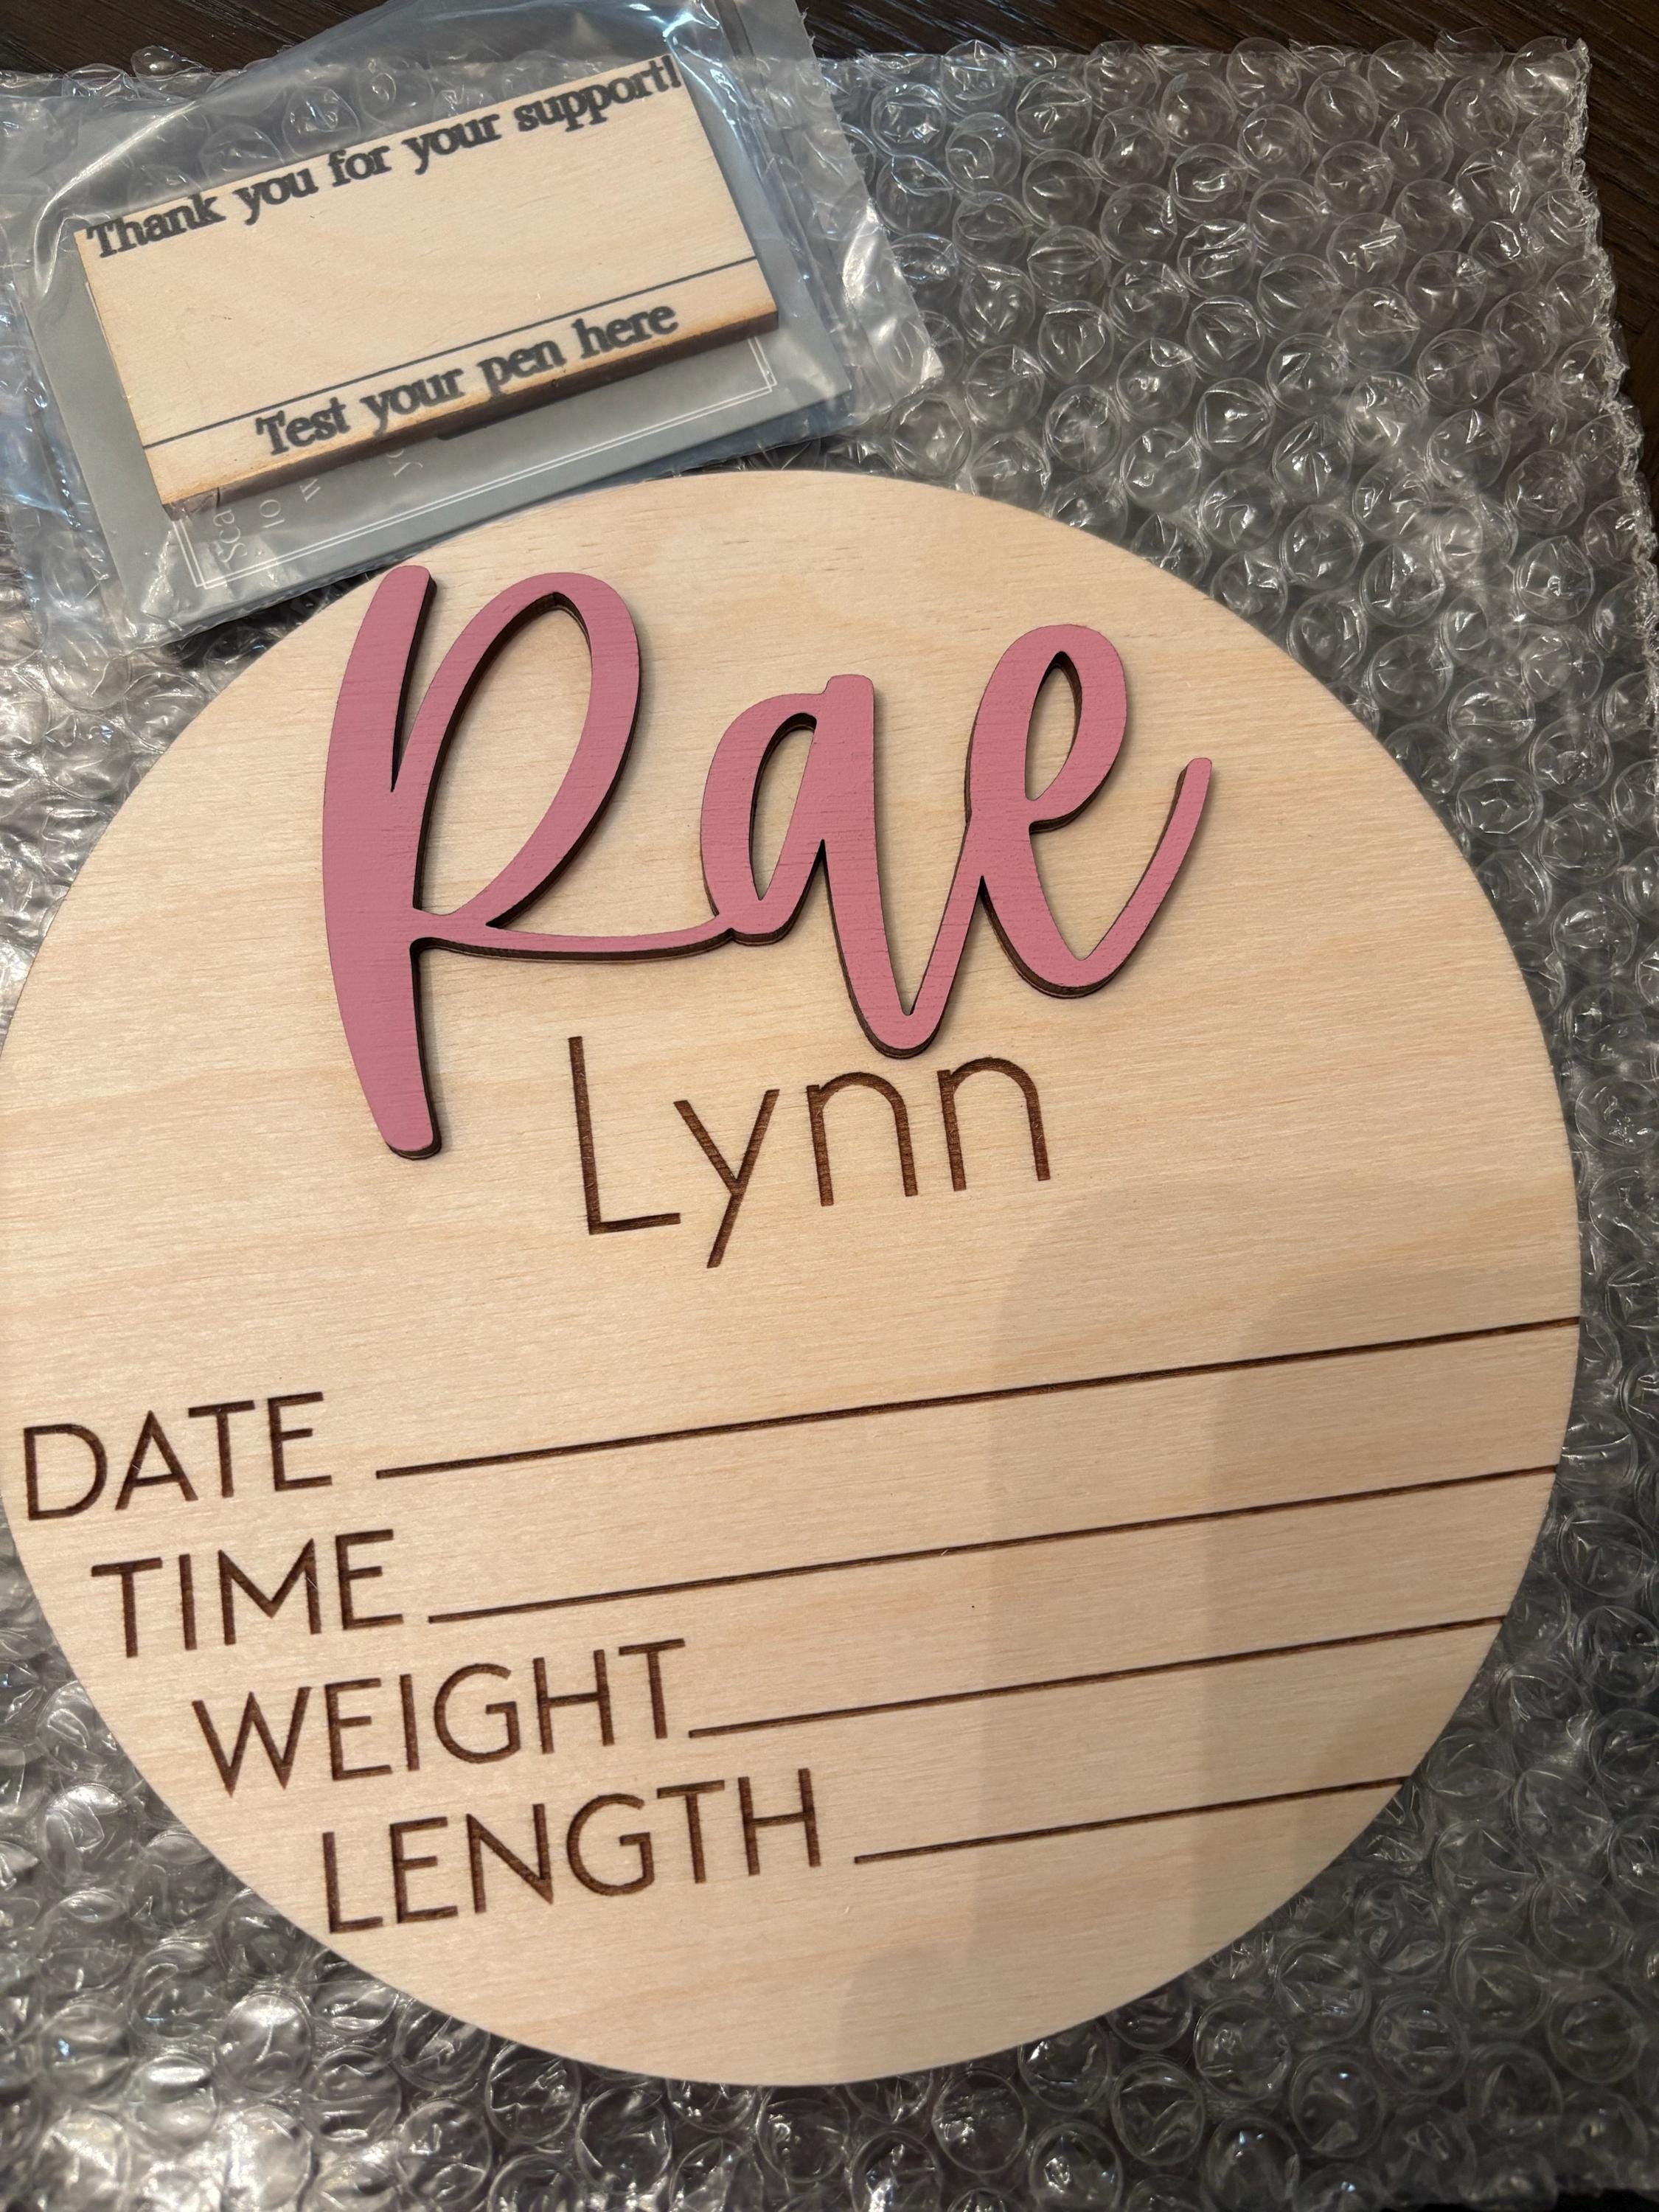 Thank you for your support!
Test your pen here
Rae
Lynn
DATE
TIME
WEIGHT
LENGTH